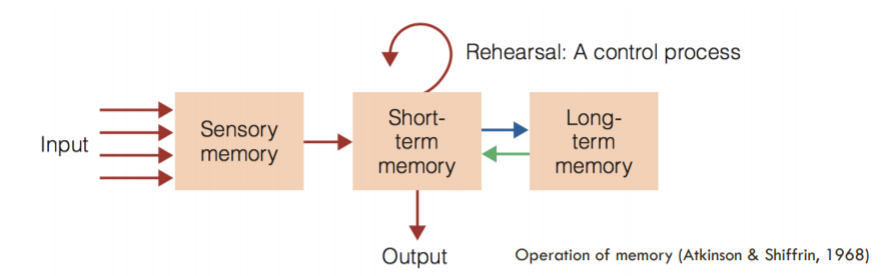 Rehearsal: A control process
Input
Sensory
memory
Short-
term
memory
Long-
term
memory
Output
Operation of memory (Atkinson & Shiffrin, 1968)